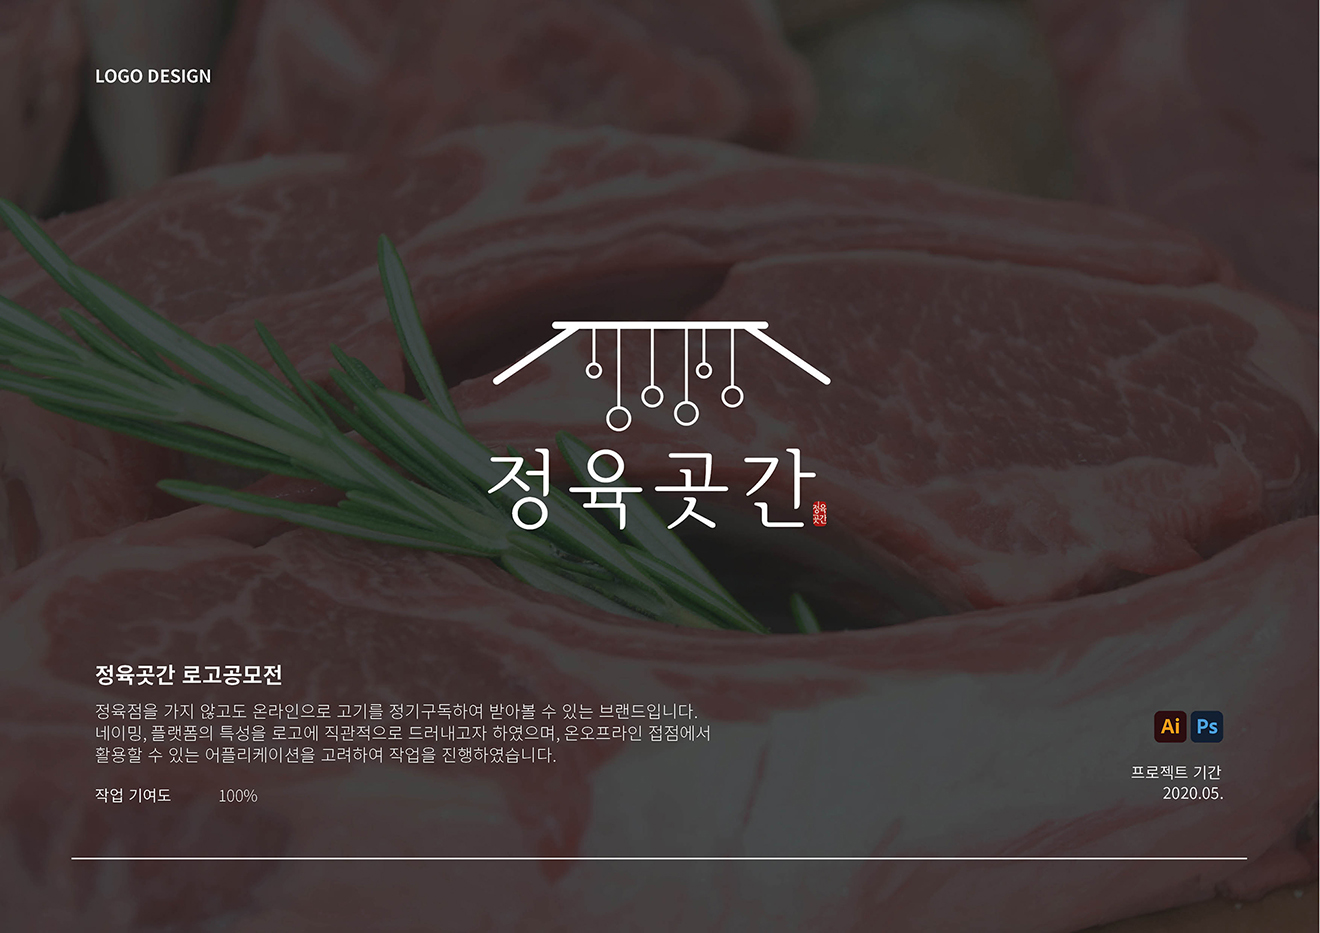 LOGO DESIGN
정육곳간
정육
곳간
정육곳간 로고공모전
정육점을 가지 않고도 온라인으로 고기를 정기구독하여 받아볼 수 있는 브랜드입니다.
네이밍, 플랫폼의 특성을 로고에 직관적으로 드러내고자 하였으며, 온오프라인 접점에서
활용할 수 있는 어플리케이션을 고려하여 작업을 진행하였습니다.
작업 기여도 100%
Ai Ps
프로젝트 기간
2020.05.